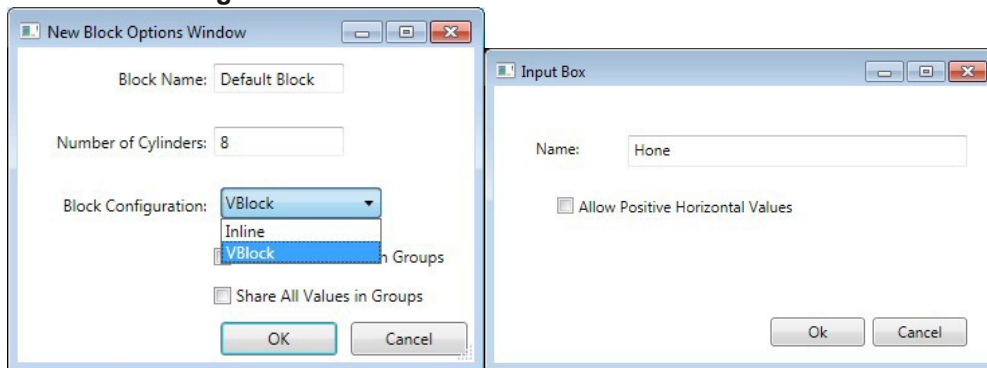 New Block Options Window
Block Name: Default Block
Number of Cylinders: 8
Block Configuration: VBlock
Inline
VBlock
n Groups
Share All Values in Groups
OK Cancel
Input Box
Name: Hone
Allow Positive Horizontal Values
Ok Cancel